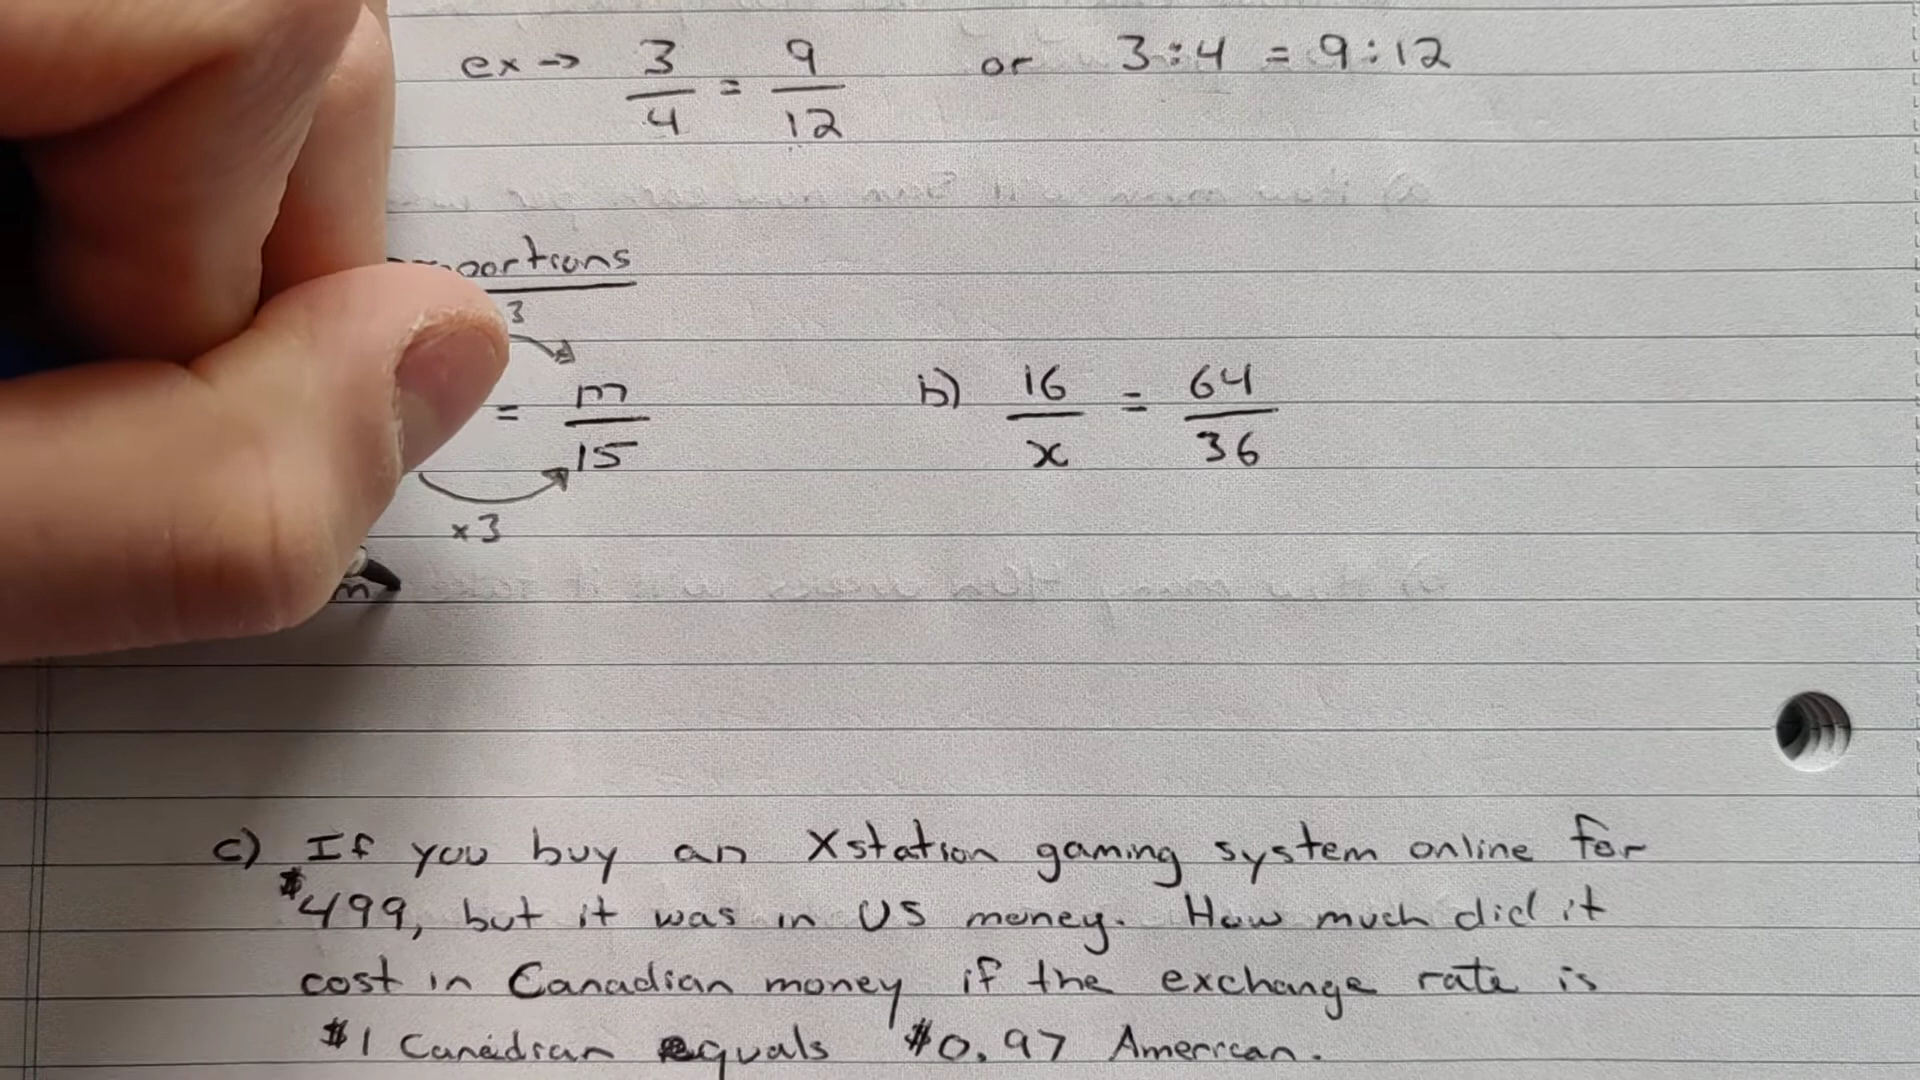 ex → 3/4 = 9/12 or 3:4 = 9:12
3
= m/15
x3
m
b) 16/x = 64/36
c) If you buy an Xstation gaming system online for
$499, but it was in US money. How much did it
cost in Canadian money if the exchange rate is
$1 Canadian equals $0.97 American.